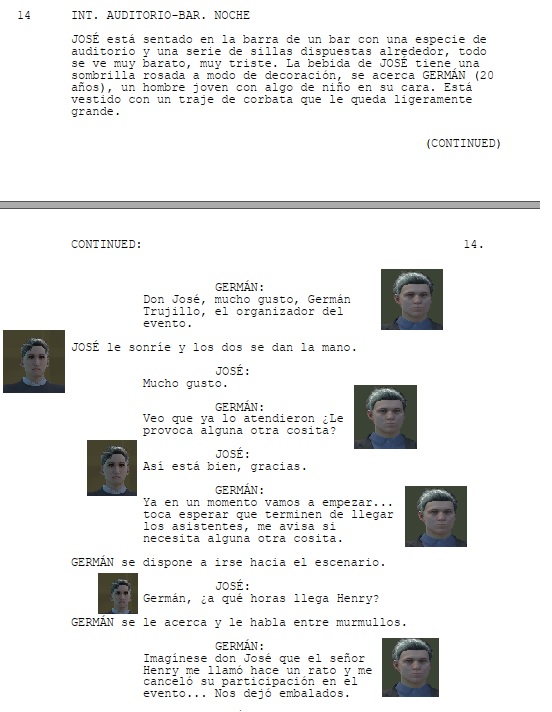 14 INT. AUDITORIO-BAR. NOCHE
JOSÉ está sentado en la barra de un bar con una especie de
auditorio y una serie de sillas dispuestas alrededor, todo
se ve muy barato, muy triste. La bebida de JOSÉ tiene una
sombrilla rosada a modo de decoración, se acerca GERMÁN (20
años), un hombre joven con algo de niño en su cara. Está
vestido con un traje de corbata que le queda ligeramente
grande.
(CONTINUED)
CONTINUED: 14.
GERMÁN:
Don José, mucho gusto, Germán
Trujillo, el organizador del
evento.
JOSÉ le sonríe y los dos se dan la mano.
JOSÉ:
Mucho gusto.
GERMÁN:
Veo que ya lo atendieron ¿Le
provoca alguna otra cosita?
JOSÉ:
Así está bien, gracias.
GERMÁN:
Ya en un momento vamos a empezar...
toca esperar que terminen de llegar
los asistentes, me avisa si
necesita alguna otra cosita.
GERMÁN se dispone a irse hacia el escenario.
JOSÉ:
Germán, ¿a qué horas llega Henry?
GERMÁN se le acerca y le habla entre murmullos.
GERMÁN:
Imagínese don José que el señor
Henry me llamó hace un rato y me
canceló su participación en el
evento... Nos dejó embalados.